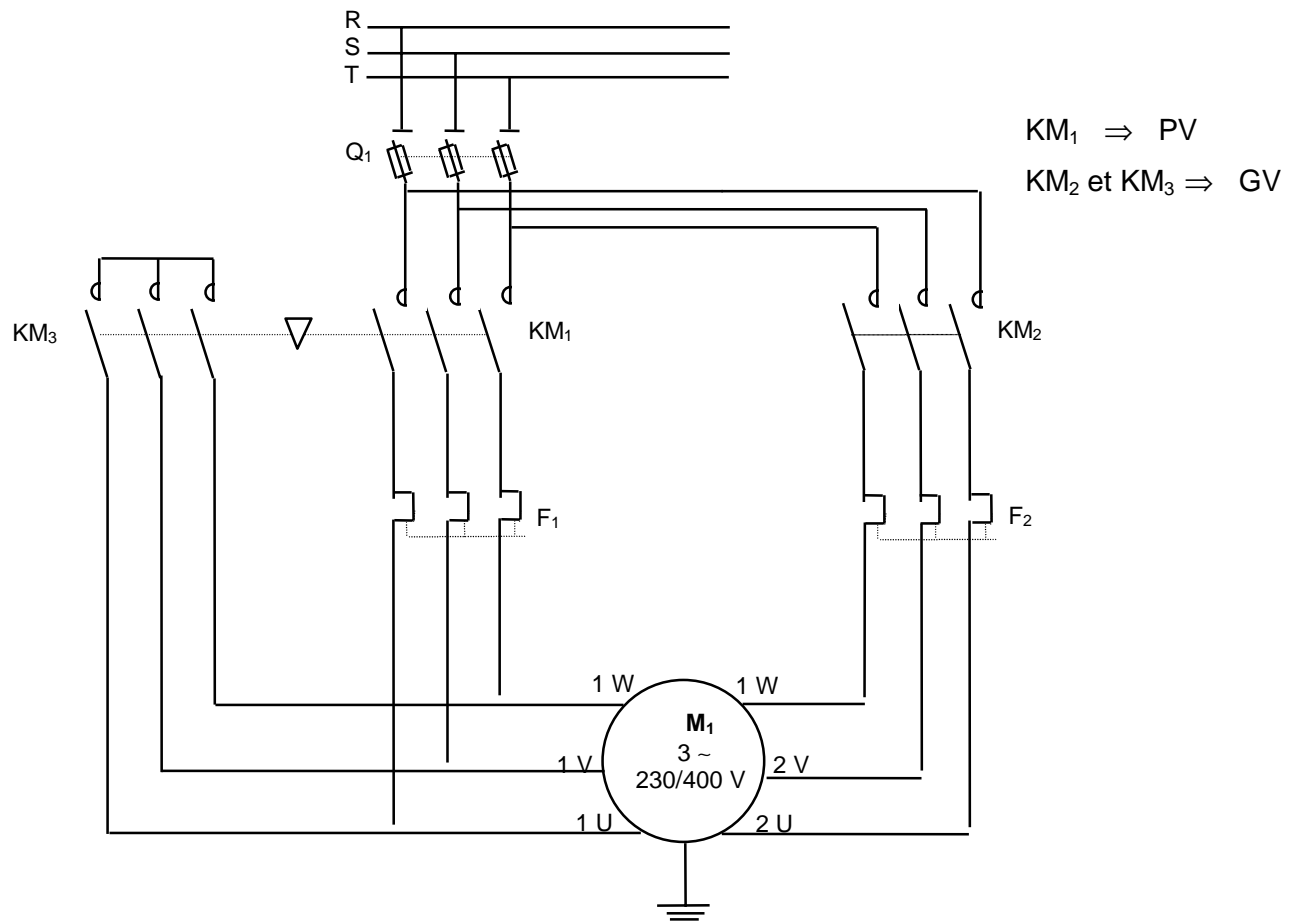 R
S
T
Q₁
KM₁ ⇒ PV
KM₂ et KM₃ ⇒ GV
KM₃
KM₁
KM₂
F₁
F₂
1 W
1 W
M₁
3 ~
1 V
2 V
230/400 V
1 U
2 U